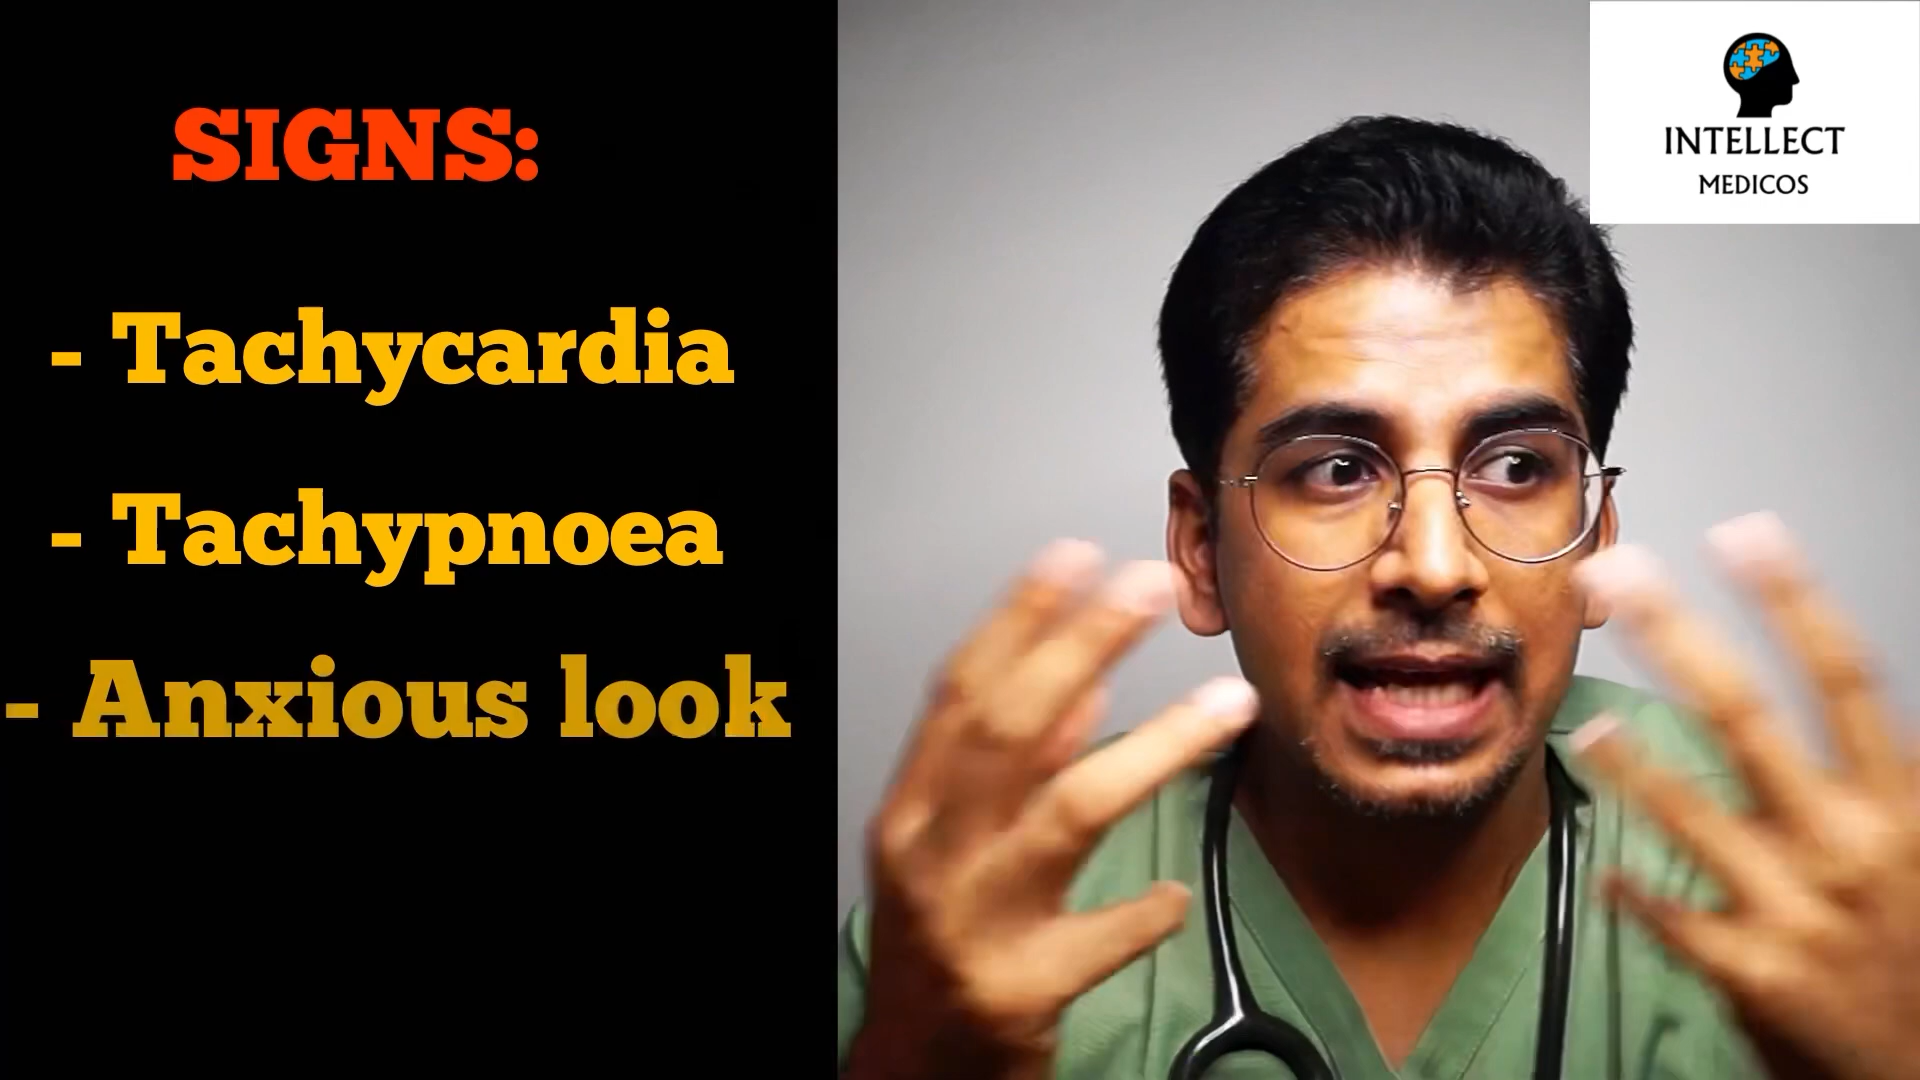 SIGNS:
- Tachycardia
- Tachypnoea
- Anxious look
INTELLECT
MEDICOS